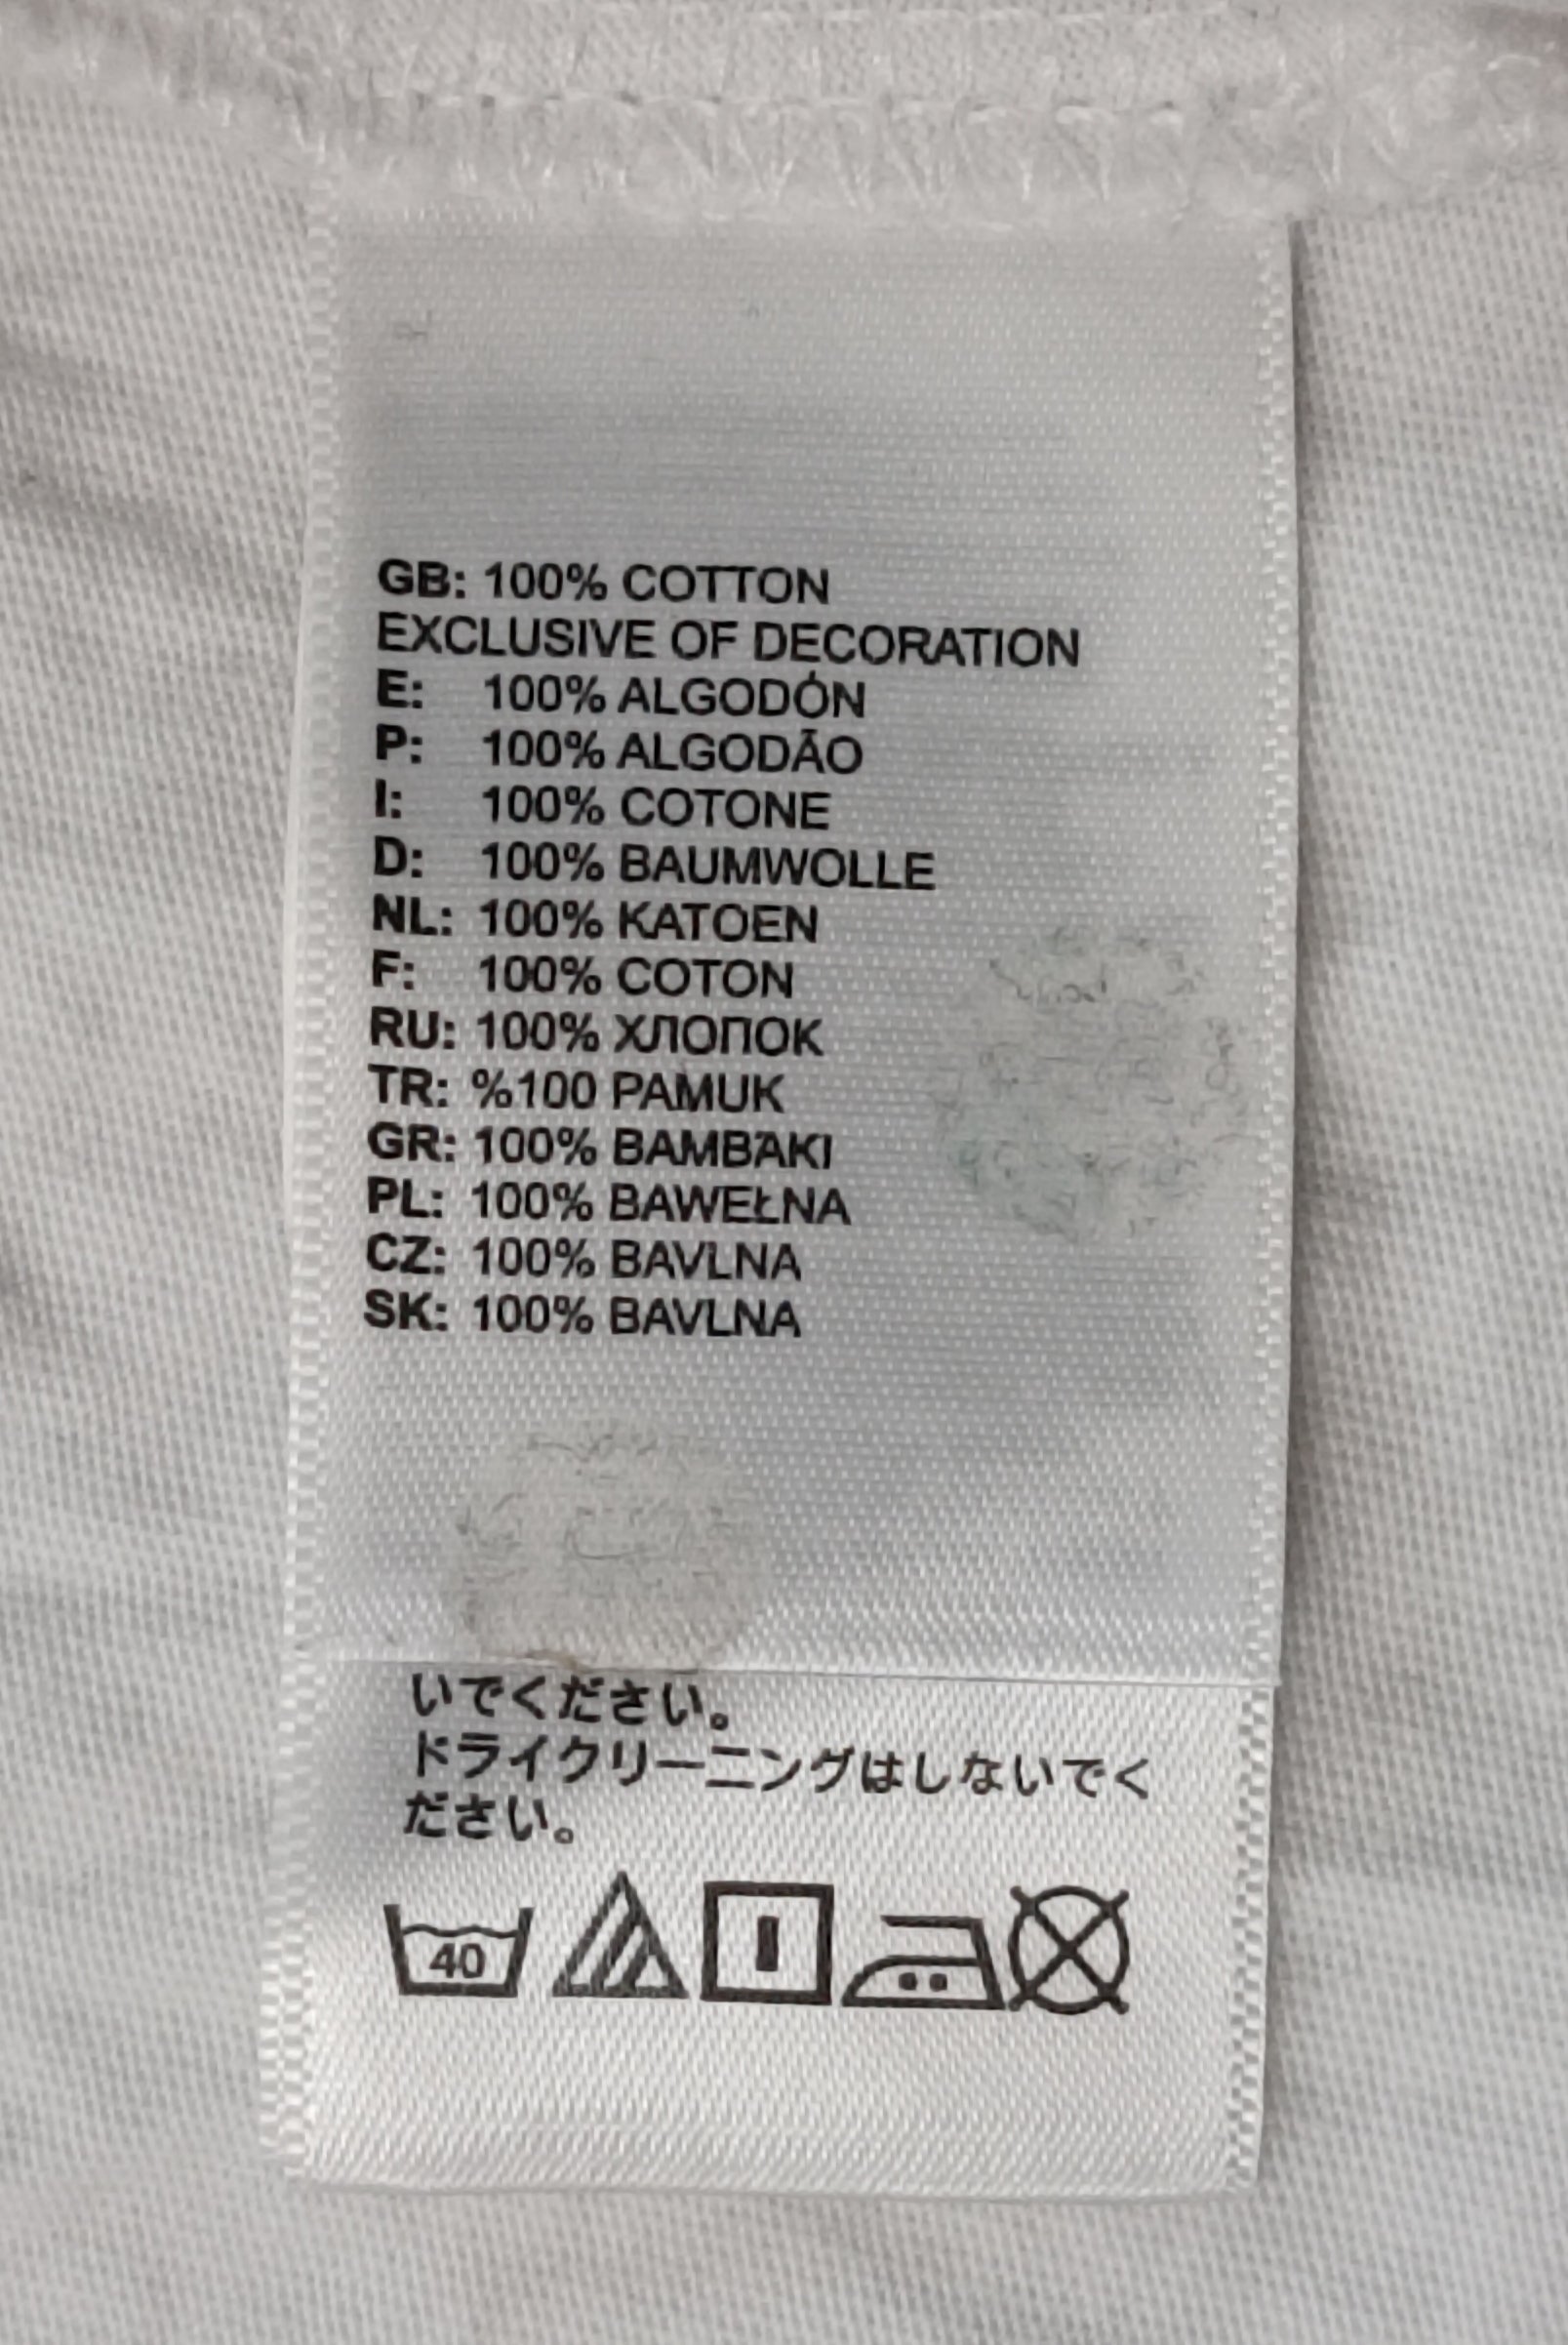 GB: 100% COTTON
EXCLUSIVE OF DECORATION
E: 100% ALGODÓN
P: 100% ALGODÃO
I: 100% COTONE
D: 100% BAUMWOLLE
NL: 100% KATOEN
F: 100% COTON
RU: 100% ХЛОПОК
TR: %100 PAMUK
GR: 100% ΒΑΜΒΆΚΙ
PL: 100% BAWEŁNA
CZ: 100% BAVLNA
SK: 100% BAVLNA
いでください。
ドライクリーニングはしないでく
ださい。
40